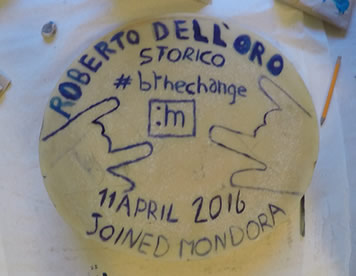 ROBERTO DELL'ORO
STORICO
#bthechange
:m
11 APRIL 2016
JOINED MONDORA